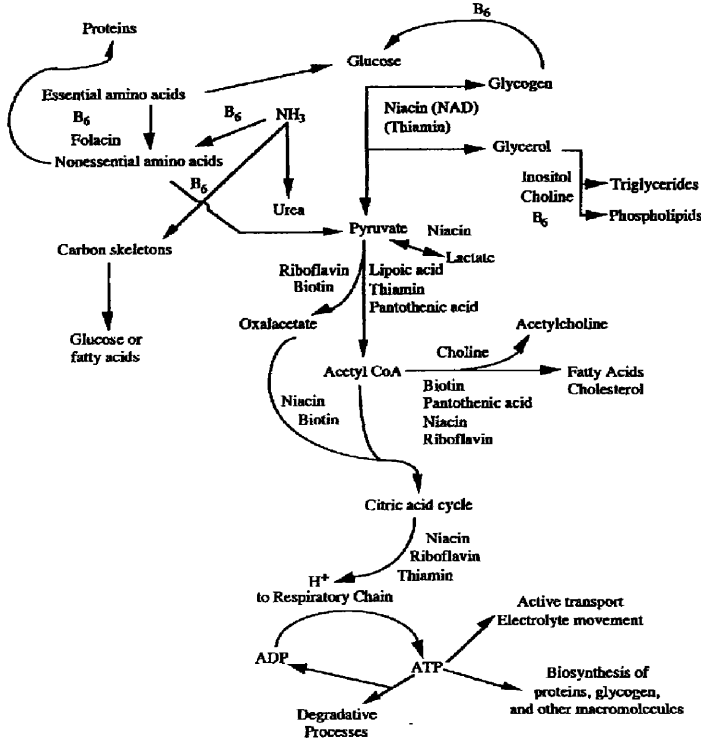 B6
Proteins
Glucose
Glycogen
Essential amino acids
B6
Folacin
B6
NH3
Niacin (NAD)
(Thiamin)
Nonessential amino acids
Glycerol
B6
Urea
Inositol
Choline
B6
Triglycerides
Phospholipids
Pyruvate
Niacin
Lactate
Carbon skeletons
Riboflavin
Biotin
Lipoic acid
Thiamin
Pantothenic acid
Glucose or
fatty acids
Oxalacetate
Acetylcholine
Choline
Acetyl CoA
Fatty Acids
Cholesterol
Biotin
Pantothenic acid
Niacin
Riboflavin
Niacin
Biotin
Citric acid cycle
Niacin
Riboflavin
Thiamin
H+
to Respiratory Chain
Active transport
Electrolyte movement
ADP
ATP
Biosynthesis of
proteins, glycogen,
and other macromolecules
Degradative
Processes